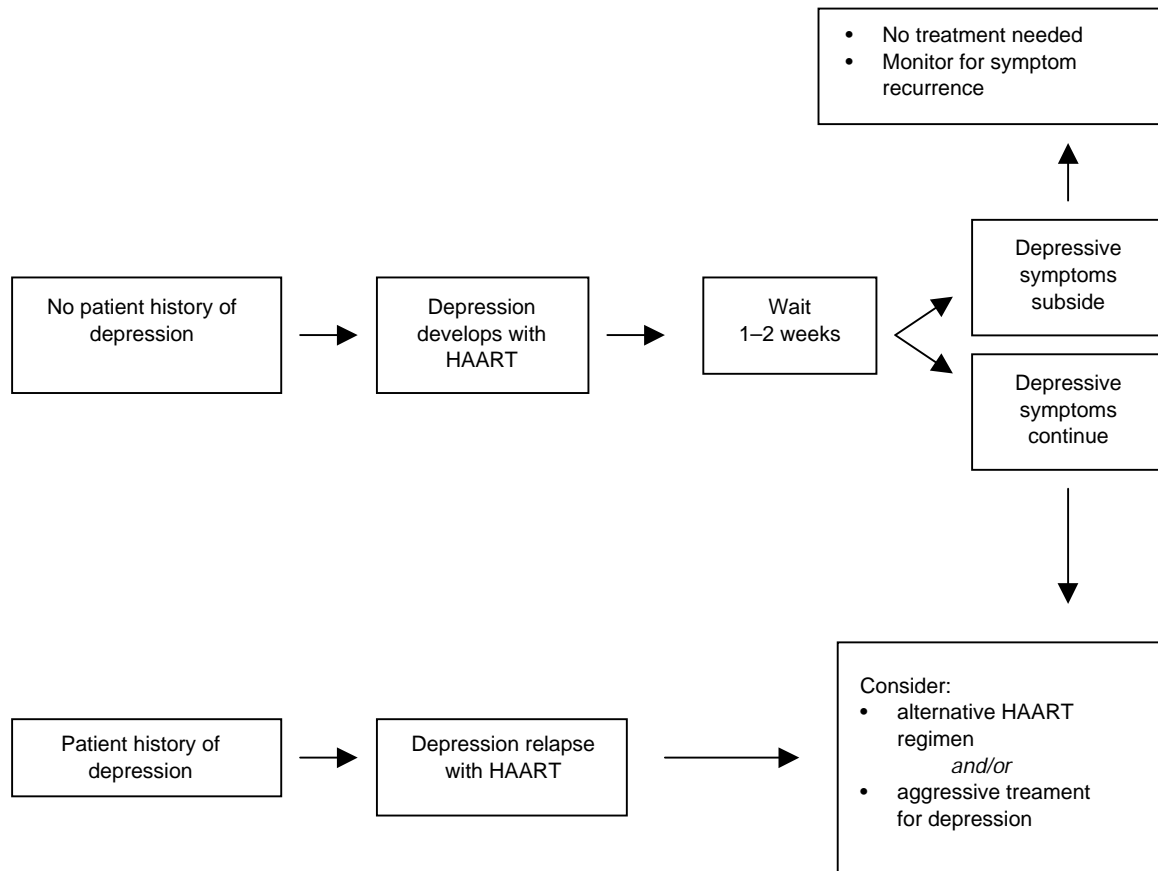 • No treatment needed
• Monitor for symptom
recurrence
No patient history of
depression
Depression
develops with
HAART
Wait
1–2 weeks
Depressive
symptoms
subside
Depressive
symptoms
continue
Patient history of
depression
Depression relapse
with HAART
Consider:
• alternative HAART
regimen
and/or
• aggressive treament
for depression